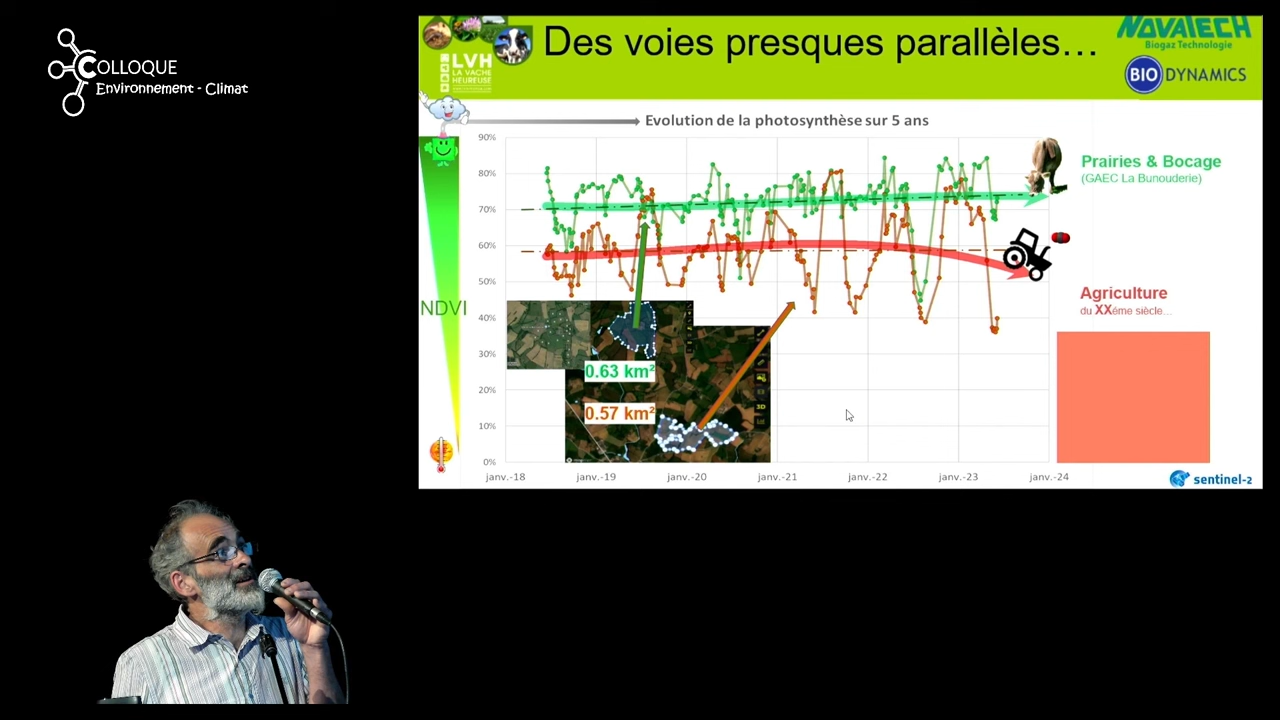 COLLOQUE
Environnement - Climat
Des voies presques parallèles...
LVH
LA VACHE
HEUREUSE
NOVATECH
Biogaz Technologie
BIO DYNAMICS
Evolution de la photosynthèse sur 5 ans
90%
80%
70%
60%
50%
40%
30%
20%
10%
0%
NDVI
Prairies & Bocage
(GAEC La Bunouderie)
Agriculture
du XXéme siècle...
0.63 km²
0.57 km²
3D
janv.-18
janv.-19
janv.-20
janv.-21
janv.-22
janv.-23
janv.-24
sentinel-2